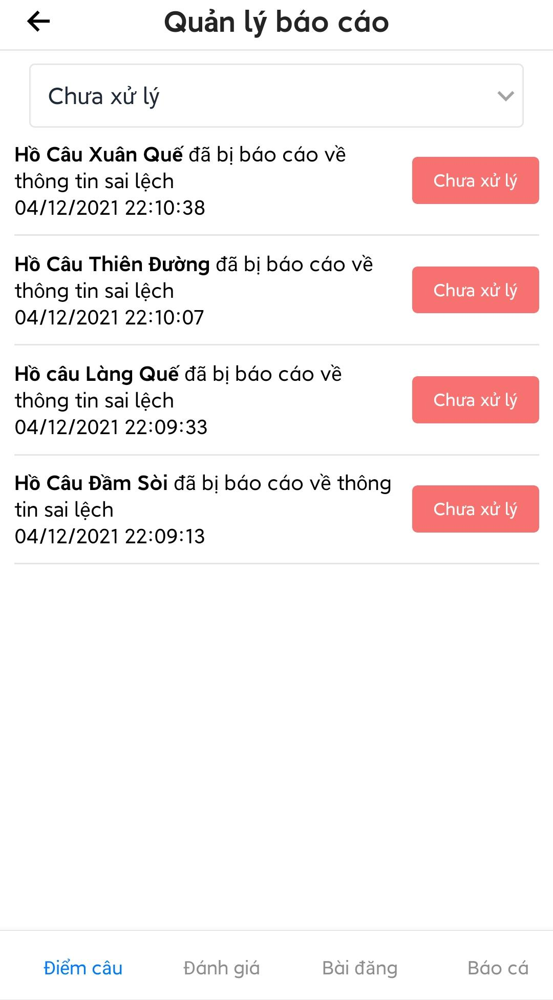 Quản lý báo cáo
Chưa xử lý
Hồ Câu Xuân Quế đã bị báo cáo về
thông tin sai lệch
04/12/2021 22:10:38
Chưa xử lý
Hồ Câu Thiên Đường đã bị báo cáo về
thông tin sai lệch
04/12/2021 22:10:07
Chưa xử lý
Hồ câu Làng Quế đã bị báo cáo về
thông tin sai lệch
04/12/2021 22:09:33
Chưa xử lý
Hồ Câu Đầm Sòi đã bị báo cáo về thông
tin sai lệch
04/12/2021 22:09:13
Chưa xử lý
Điểm câu Đánh giá Bài đăng Báo cá